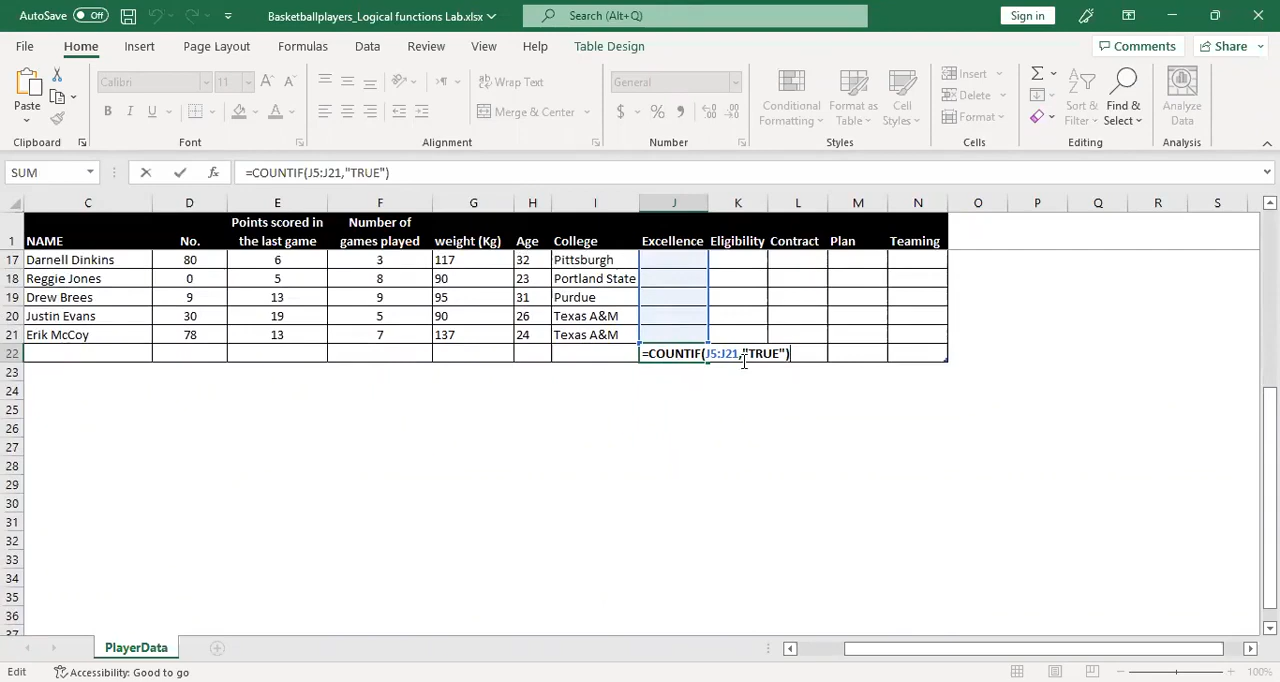 AutoSave Off Basketballplayers_Logical functions Lab.xlsx Search (Alt+Q) Sign in
File Home Insert Page Layout Formulas Data Review View Help Table Design Comments Share
Paste
Calibri 11
B I U
Wrap Text
Merge & Center
General
$ % ,
Conditional Formatting
Format as Table
Cell Styles
Insert
Delete
Format
Sort & Filter
Find & Select
Analyze Data
Clipboard Font Alignment Number Styles Cells Editing Analysis
SUM fx =COUNTIF(J5:J21,"TRUE")
C D E F G H I J K L M N O P Q R S
1 NAME No. Points scored in the last game Number of games played weight (Kg) Age College Excellence Eligibility Contract Plan Teaming
17 Darnell Dinkins 80 6 3 117 32 Pittsburgh
18 Reggie Jones 0 5 8 90 23 Portland State
19 Drew Brees 9 13 9 95 31 Purdue
20 Justin Evans 30 19 5 90 26 Texas A&M
21 Erik McCoy 78 13 7 137 24 Texas A&M
22 =COUNTIF(J5:J21,"TRUE")
23
24
25
26
27
28
29
30
31
32
33
34
35
36
37
PlayerData
Edit Accessibility: Good to go 100%